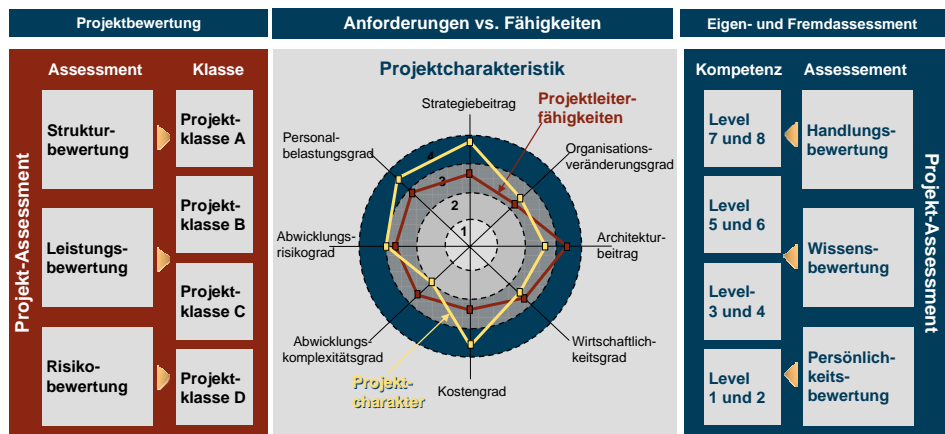 Projektbewertung
Anforderungen vs. Fähigkeiten
Eigen- und Fremdassessment
Projekt-Assessment
Assessment
Klasse
Struktur-
bewertung
Leistungs-
bewertung
Risiko-
bewertung
Projekt-
klasse A
Projekt-
klasse B
Projekt-
klasse C
Projekt-
klasse D
Projektcharakteristik
Strategiebeitrag
Projektleiter-
fähigkeiten
Personal-
belastungsgrad
Organisations-
veränderungsgrad
4
3
2
1
Abwicklungs-
risikograd
Architektur-
beitrag
Abwicklungs-
komplexitätsgrad
Wirtschaftlich-
keitsgrad
Projekt-
charakter
Kostengrad
Kompetenz
Assessement
Level
7 und 8
Level
5 und 6
Level-
3 und 4
Level
1 und 2
Handlungs-
bewertung
Wissens-
bewertung
Persönlich-
keits-
bewertung
Projekt-Assessment